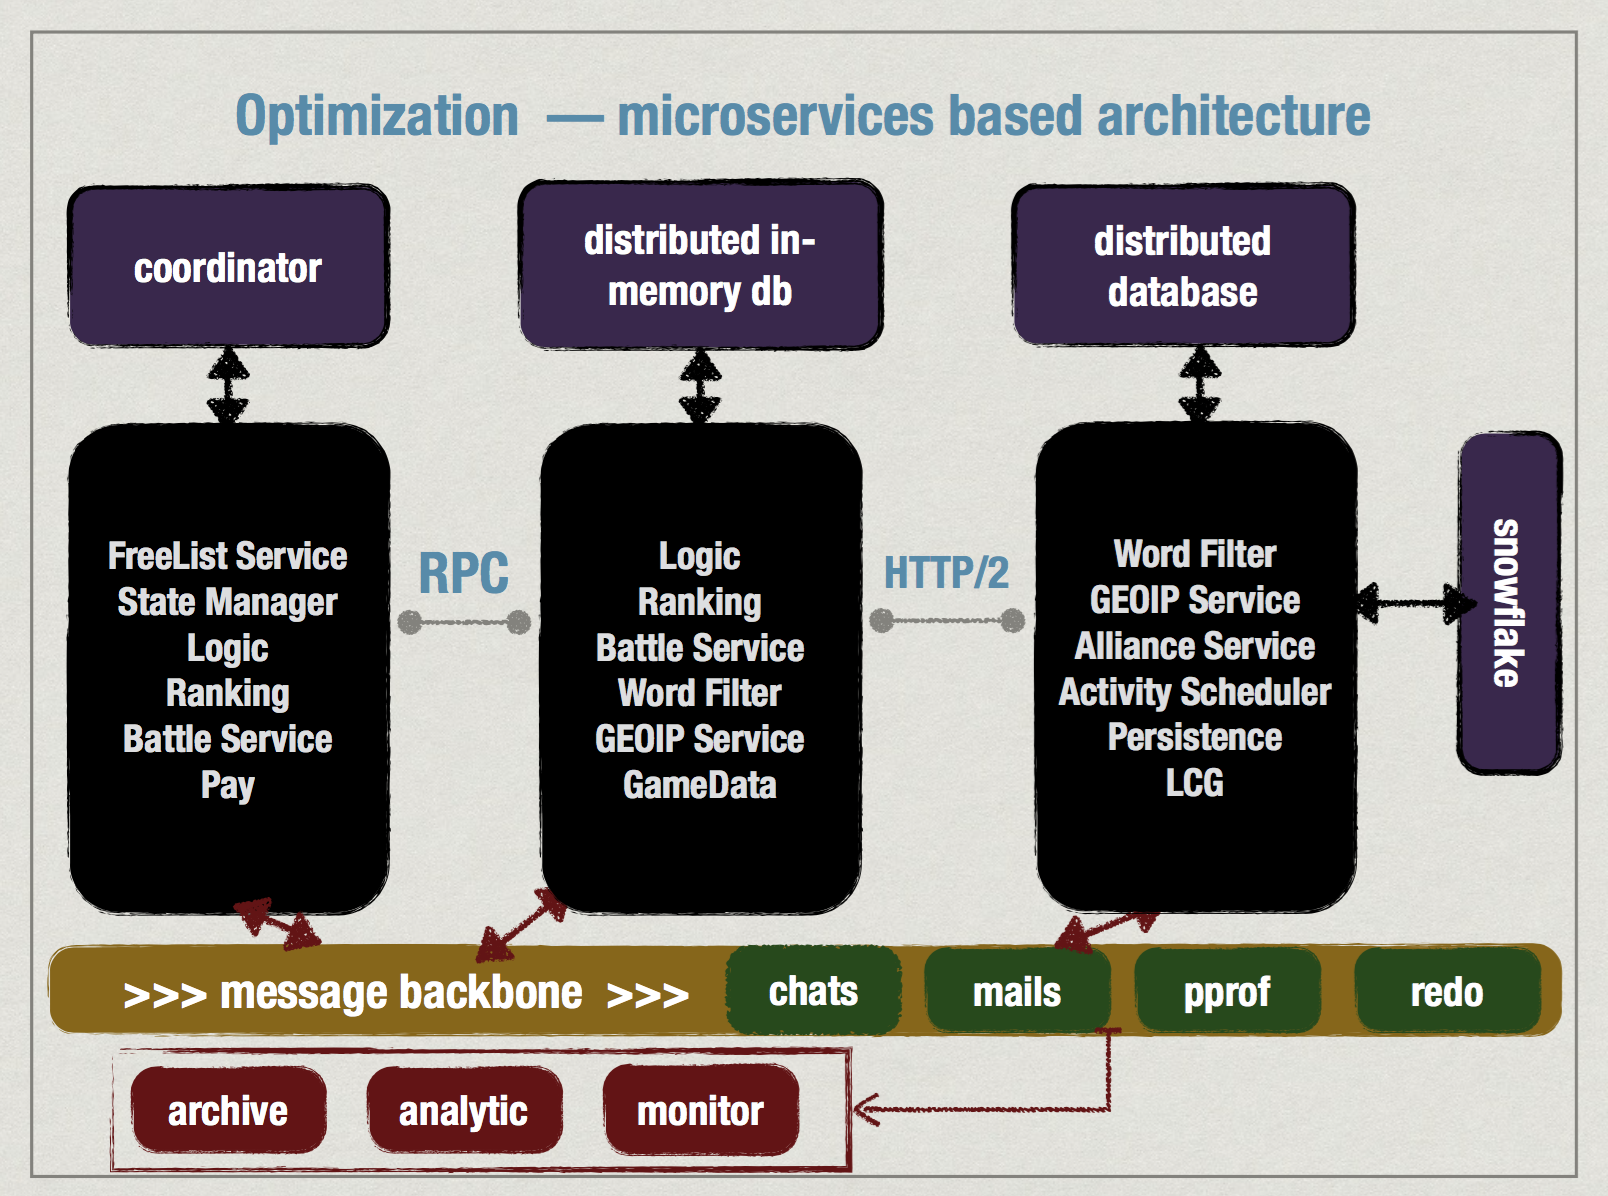 Optimization — microservices based architecture
coordinator
distributed in-
memory db
distributed
database
FreeList Service
State Manager
Logic
Ranking
Battle Service
Pay
RPC
Logic
Ranking
Battle Service
Word Filter
GEOIP Service
GameData
HTTP/2
Word Filter
GEOIP Service
Alliance Service
Activity Scheduler
Persistence
LCG
snowflake
>>> message backbone >>>
chats
mails
pprof
redo
archive
analytic
monitor